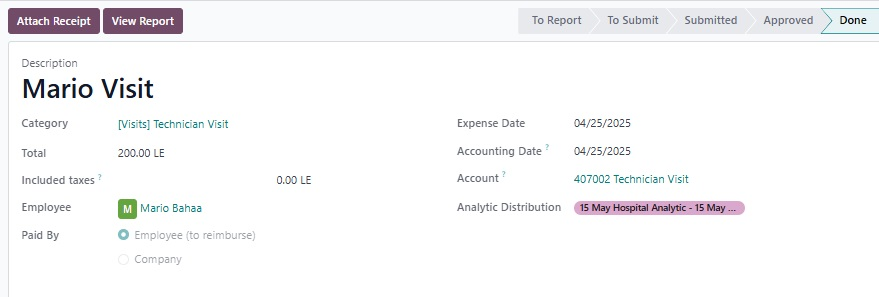 Attach Receipt View Report To Report To Submit Submitted Approved Done
Description
Mario Visit
Category [Visits] Technician Visit Expense Date 04/25/2025
Total 200.00 LE Accounting Date ? 04/25/2025
Included taxes ? 0.00 LE Account ? 407002 Technician Visit
Employee M Mario Bahaa Analytic Distribution 15 May Hospital Analytic - 15 May ...
Paid By Employee (to reimburse)
Company